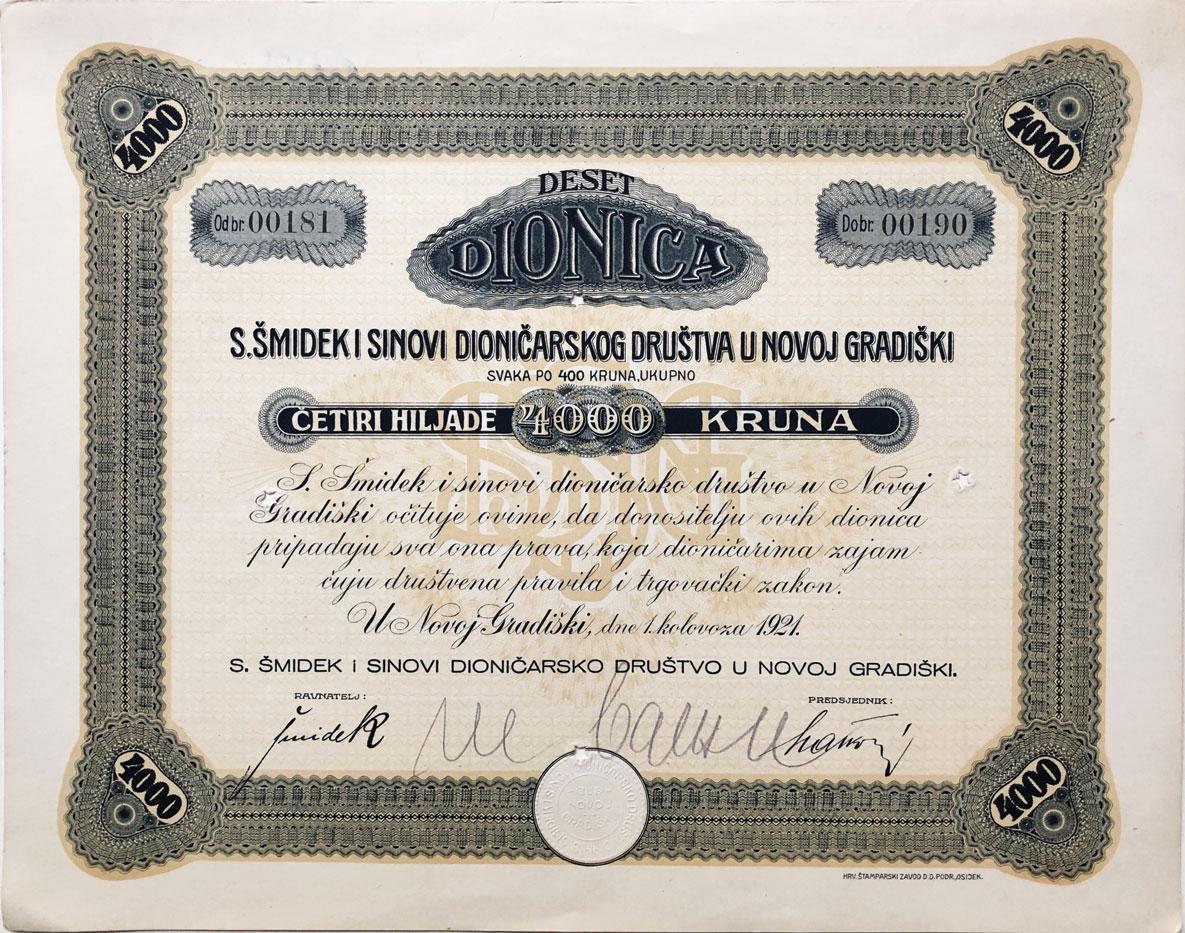 4000
4000
DESET
DIONICA
Od br. 00181
Do br. 00190
S. ŠMIDEK I SINOVI DIONIČARSKOG DRUŠTVA U NOVOJ GRADIŠKI
SVAKA PO 400 KRUNA, UKUPNO
ČETIRI HILJADE 4000 KRUNA
S. Šmidek i sinovi dioničarsko društvo u Novoj
Gradiški očituje ovime, da donositelju ovih dionica
pripadaju sva ona prava, koja dioničarima zajam-
čuju društvena pravila i trgovački zakon.
U Novoj Gradiški, dne 1. kolovoza 1921.
S. ŠMIDEK i SINOVI DIONIČARSKO DRUŠTVO U NOVOJ GRADIŠKI.
RAVNATELJ:
PREDSJEDNIK:
Šmidek
4000
4000
HRV. ŠTAMPARSKI ZAVOD D.D. PODR., OSIJEK.